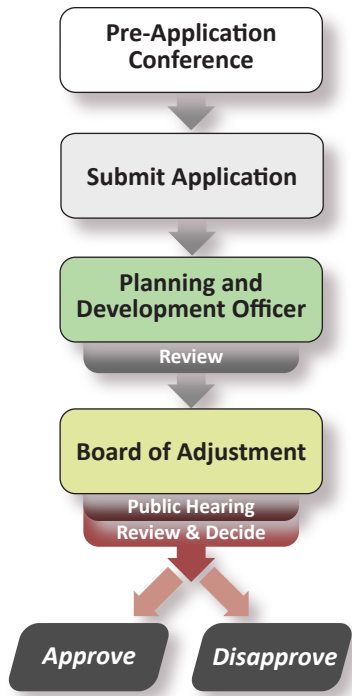 Pre-Application
Conference
Submit Application
Planning and
Development Officer
Review
Board of Adjustment
Public Hearing
Review & Decide
Approve
Disapprove